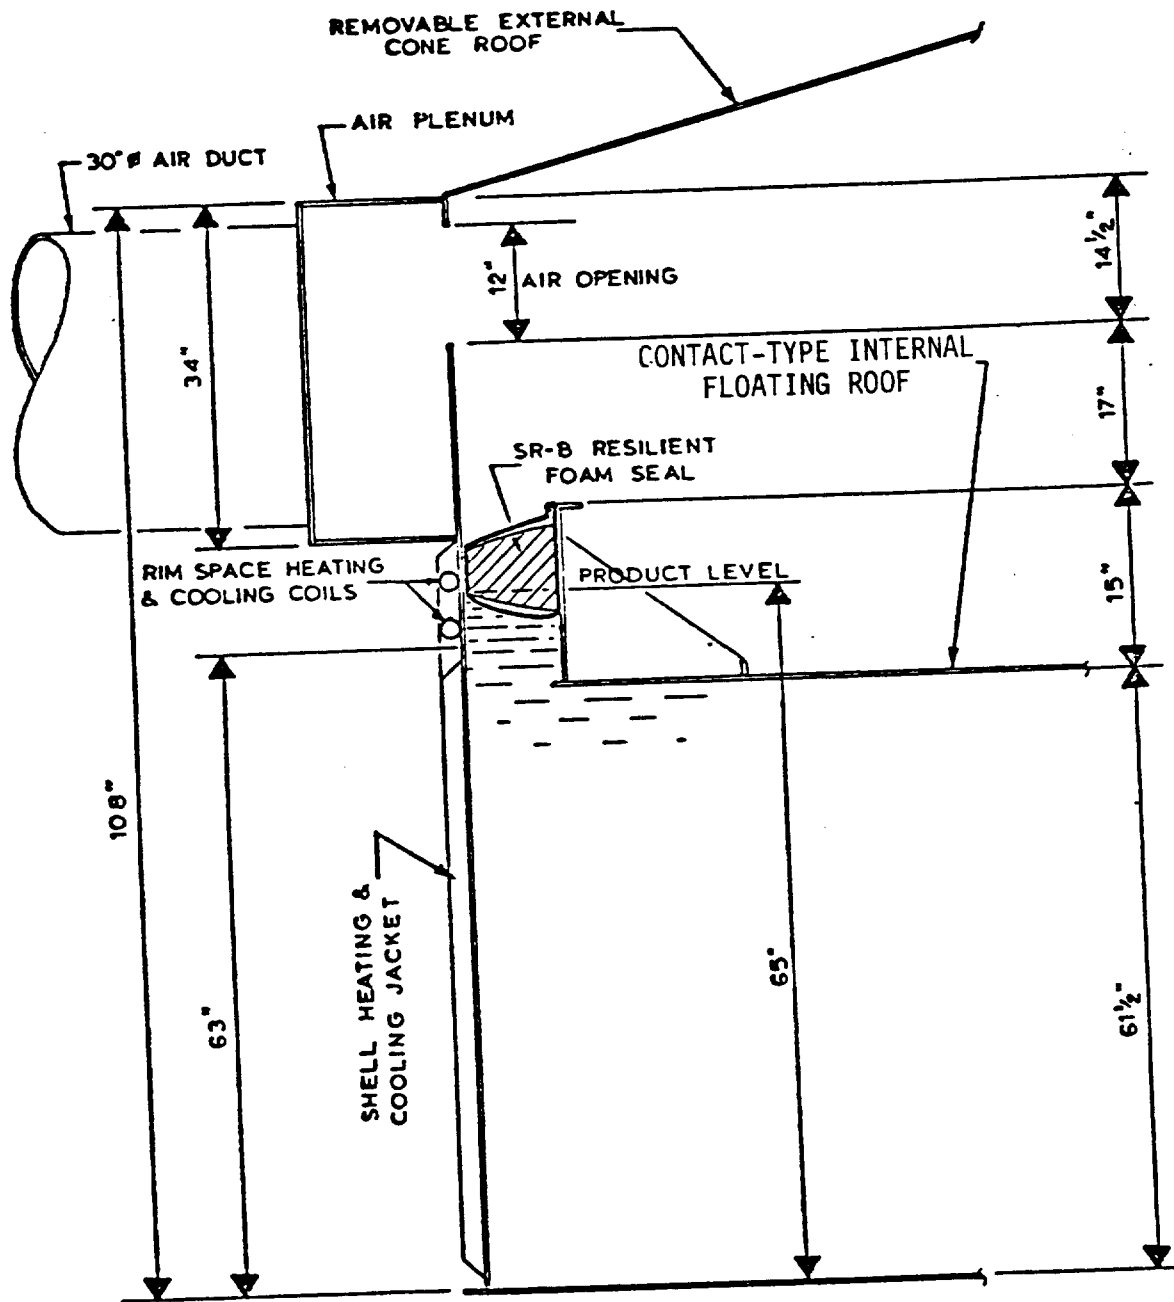 REMOVABLE EXTERNAL
CONE ROOF
AIR PLENUM
30"ø AIR DUCT
14½"
12"
AIR OPENING
34"
CONTACT-TYPE INTERNAL
FLOATING ROOF
17"
SR-8 RESILIENT
FOAM SEAL
RIM SPACE HEATING
& COOLING COILS
PRODUCT LEVEL
15"
108"
63"
SHELL HEATING &
COOLING JACKET
65"
61½"